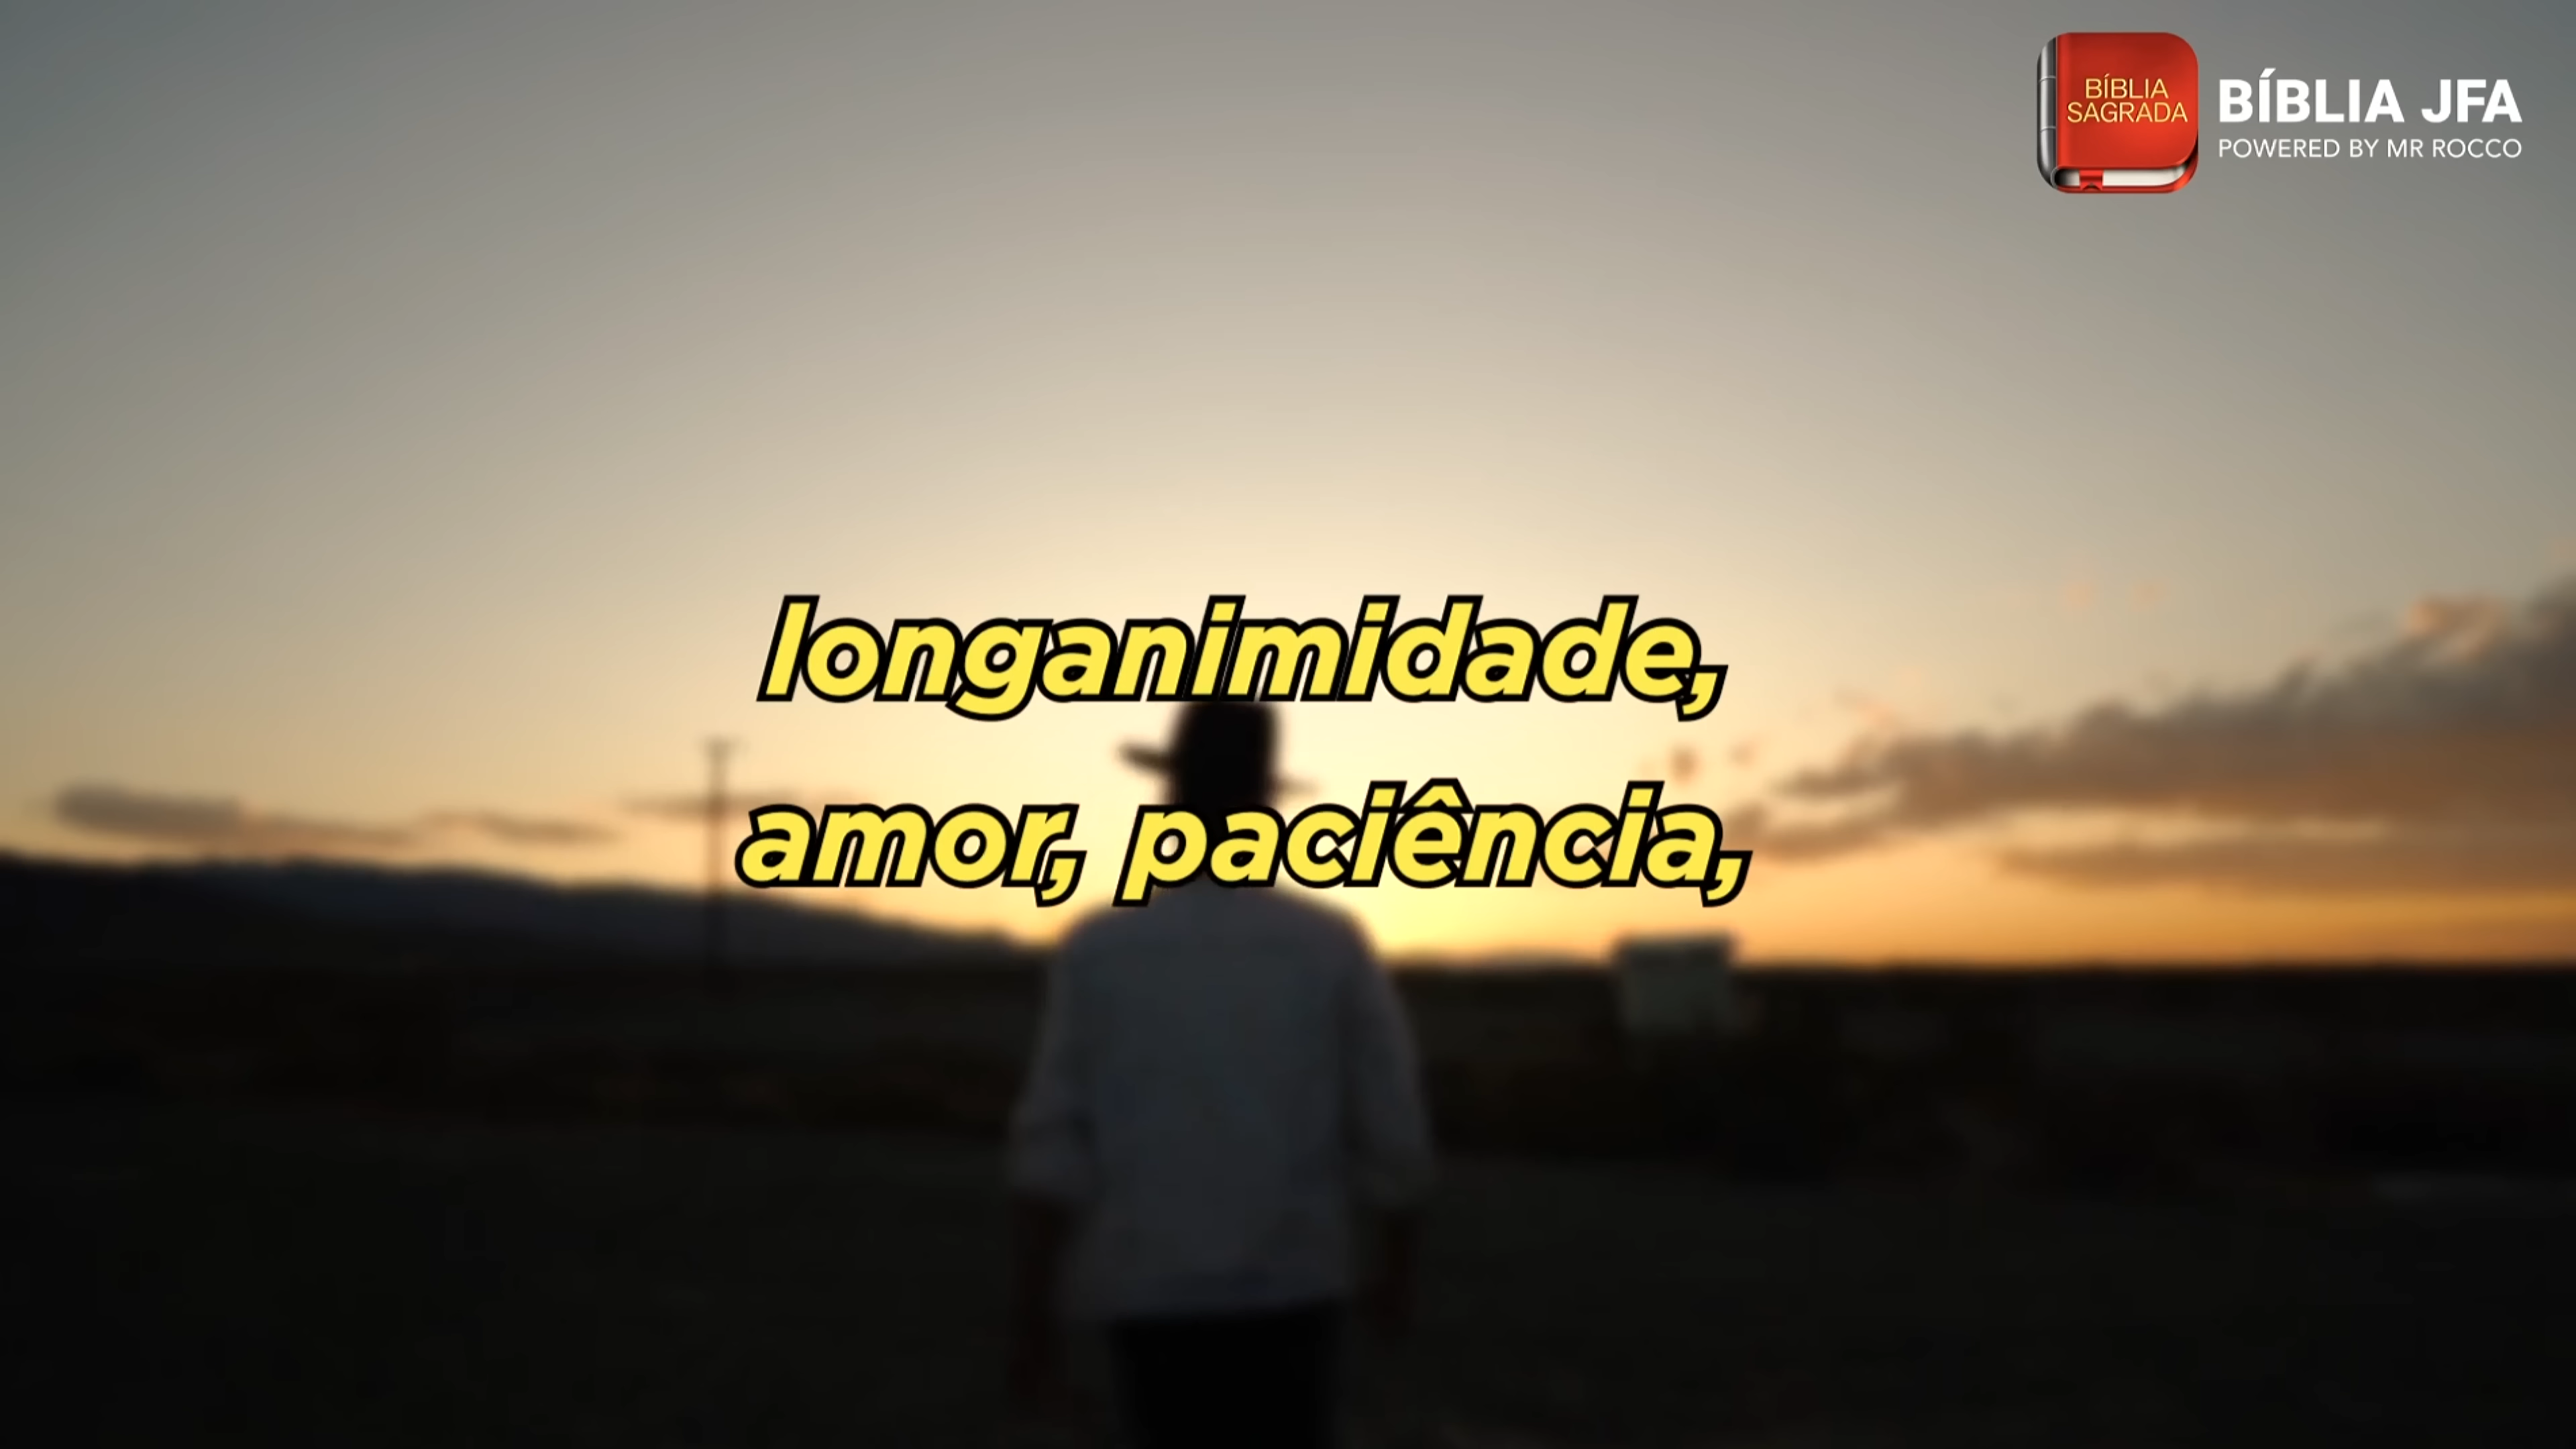 BÍBLIA
SAGRADA
BÍBLIA JFA
POWERED BY MR ROCCO
longanimidade,
amor, paciência,